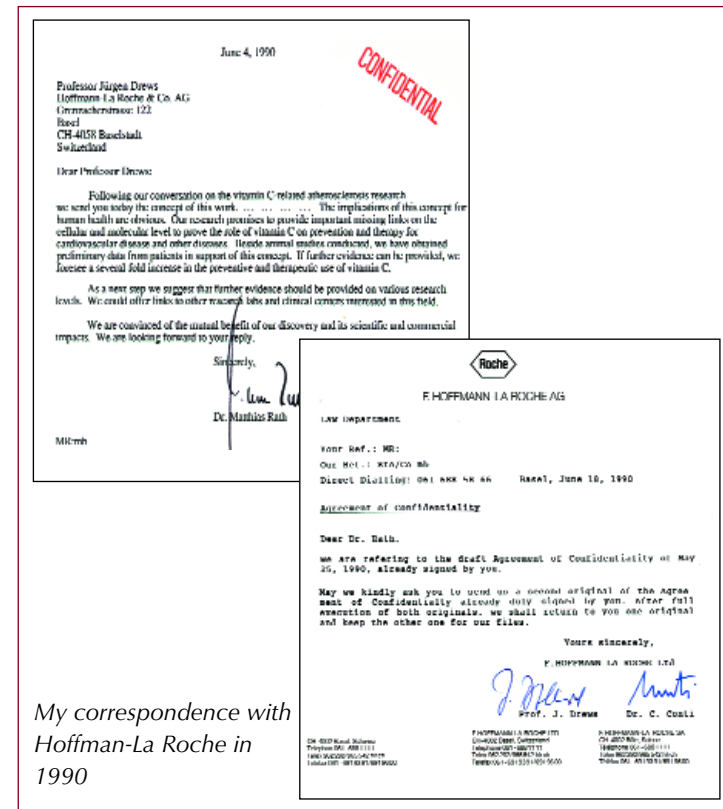 June 4, 1990
CONFIDENTIAL
Professor Jürgen Drews
Hoffmann-La Roche & Co. AG
Grenzacherstrasse 122
Basel
CH-4058 Baselstadt
Switzerland
Dear Professor Drews:
Following our conversation on the vitamin C-related atherosclerosis research
we send you today the concept of this work. ... ... ... ... The implications of this concept for
human health are obvious. Our research promises to provide important missing links on the
cellular and molecular level to prove the role of vitamin C on prevention and therapy for
cardiovascular disease and other diseases. Beside animal studies conducted, we have obtained
preliminary data from patients in support of this concept. If further evidence can be provided, we
foresee a several fold increase in the preventive and therapeutic use of vitamin C.
As a next step we suggest that further evidence should be provided on various research
levels. We could offer links to other research labs and clinical centers interested in this field.
We are convinced of the mutual benefit of our discovery and its scientific and commercial
impacts. We are looking forward to your reply.
Sincerely,
Dr. Matthias Rath
MR:mh
Roche
F. HOFFMANN-LA ROCHE AG
Law Department
Your Ref.: MR:
Our Ref.: mb
Direct Dialling: 061 688 58 66 Basel, June 18, 1990
Agreement of Confidentiality
Dear Dr. Rath.
we are refering to the draft Agreement of Confidentiality of May
25, 1990, already signed by you.
May we kindly ask you to send us a second original of the Agree
ment of Confidentially already duty signed by you. After full
execution of both originals. we shall return to you one original
and keep the other one for our files.
Yours sincerely,
F. HOFFMANN LA ROCHE Ltd
Prof. J. Drews Dr. C. Conti
My correspondence with
Hoffman-La Roche in
1990